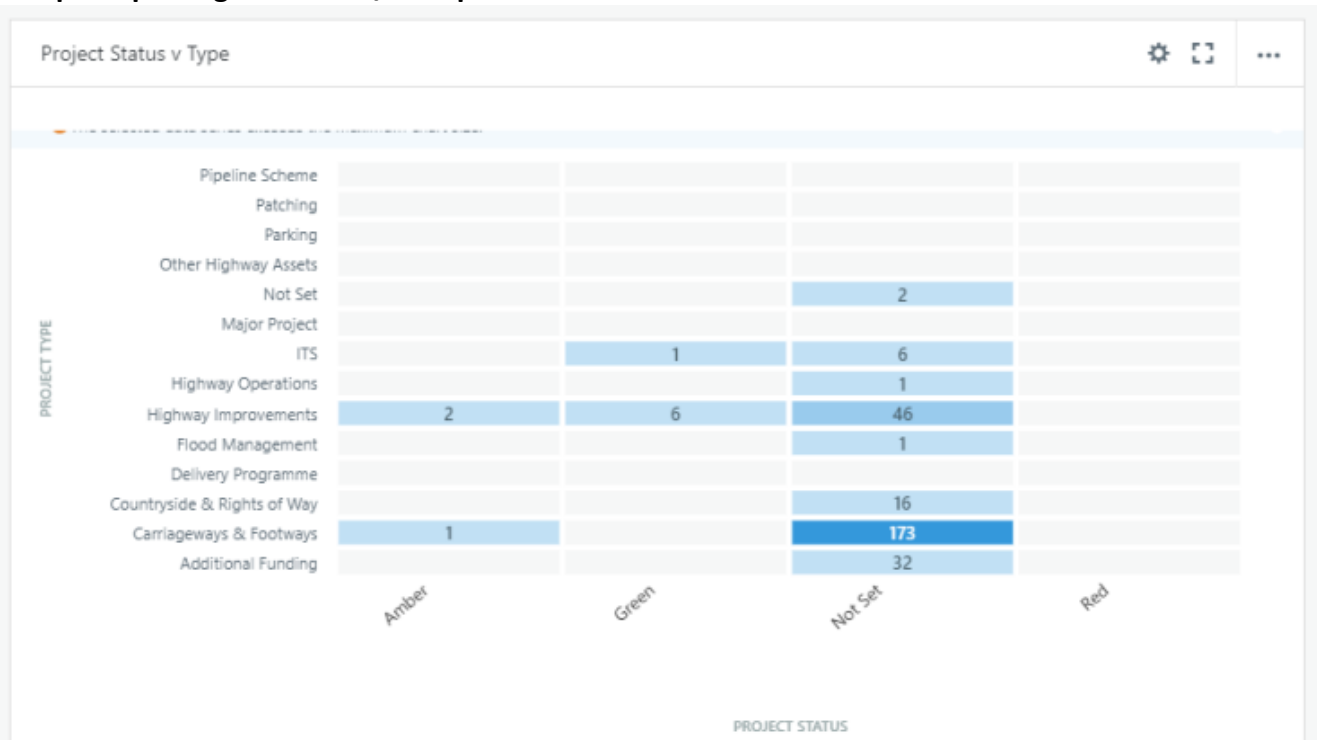 Project Status v Type
Pipeline Scheme
Patching
Parking
Other Highway Assets
Not Set 2
Major Project
ITS 1 6
Highway Operations 1
Highway Improvements 2 6 46
Flood Management 1
Delivery Programme
Countryside & Rights of Way 16
Carriageways & Footways 1 173
Additional Funding 32
PROJECT TYPE
Amber Green Not Set Red
PROJECT STATUS